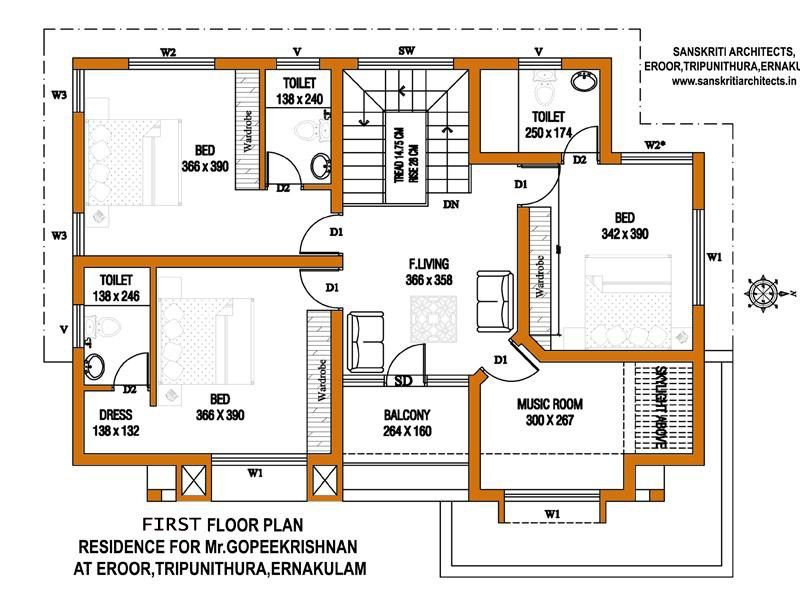 SANSKRITI ARCHITECTS,
EROOR,TRIPUNITHURA,ERNAKU
www.sanskritiarchitects.in
W2
V
SW
V
W3
TOILET
138 x 240
TOILET
250 x 174
Wardrobe
BED
366 x 390
TREAD 14.75 CM
RISE 28 CM
W2*
D2
D2
D1
DN
W3
D1
BED
342 x 390
W1
F.LIVING
366 x 358
Wardrobe
TOILET
138 x 246
D1
N
V
D1
Wardrobe
SD
D2
BED
366 x 390
DRESS
138 x 132
BALCONY
264 X 160
MUSIC ROOM
300 X 267
SKYLIGHT ABOVE
W1
W1
FIRST FLOOR PLAN
RESIDENCE FOR Mr.GOPEEKRISHNAN
AT EROOR,TRIPUNITHURA,ERNAKULAM